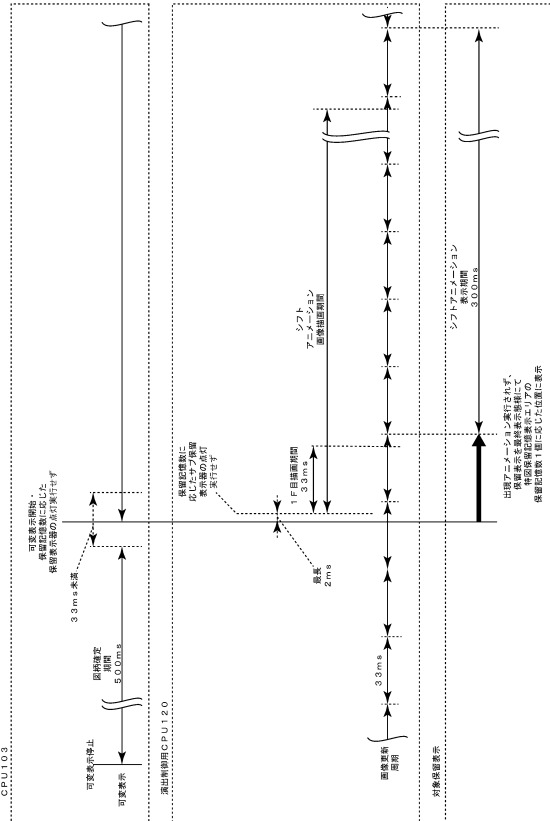 CPU103
可変表示停止
可変表示
図柄確定
期間
500ms
33ms未満
可変表示開始・
保留記憶数に応じた
保留表示器の点灯実行せず
演出制御用CPU120
保留記憶数に
応じたサブ保留
表示器の点灯
実行せず
最長
2ms
1F目描画期間
33ms
シフト
アニメーション
画像描画期間
画像更新
周期
33ms
対象保留表示
シフトアニメーション
表示期間
300ms
出現アニメーション実行されず、
保留表示を最終表示態様にて
特図保留記憶表示エリアの
保留記憶数1個に応じた位置に表示